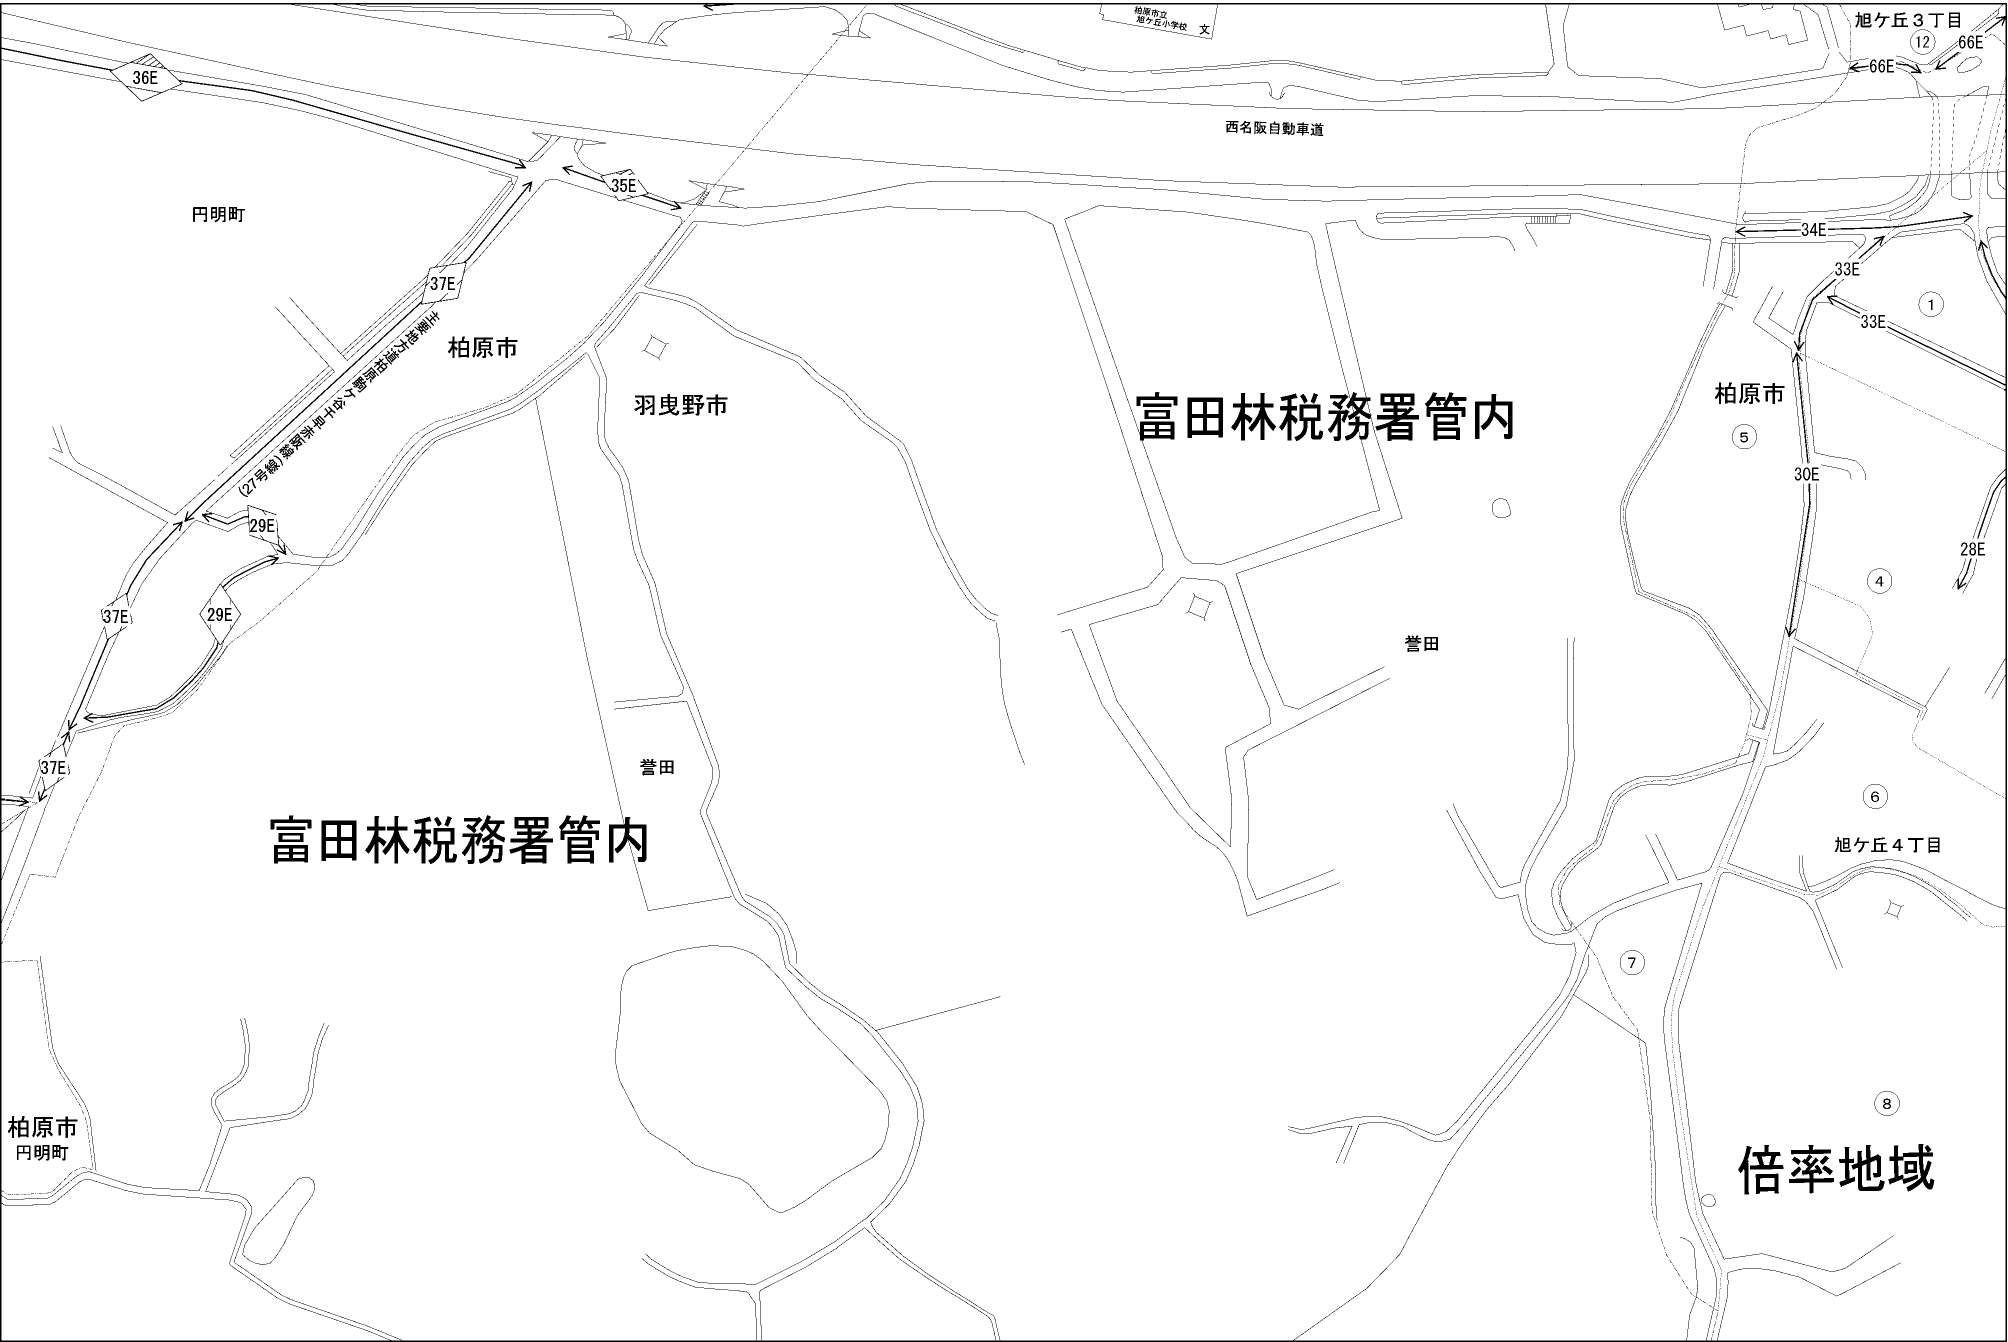 柏原市立
旭ケ丘小学校
文
旭ケ丘３丁目
12
66E
66E
36E
西名阪自動車道
35E
円明町
34E
33E
37E
1
33E
主要地方道柏原駒ケ谷千早赤阪線(27号線)
柏原市
羽曳野市
富田林税務署管内
柏原市
5
30E
29E
28E
4
37E
29E
誉田
37E
誉田
6
富田林税務署管内
旭ケ丘４丁目
7
8
柏原市
円明町
倍率地域